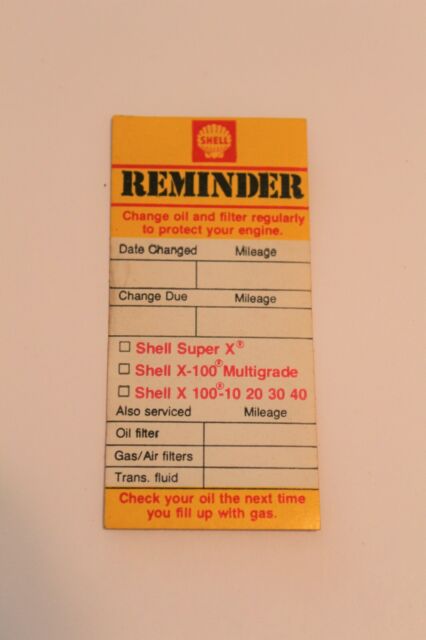 SHELL
REMINDER
Change oil and filter regularly
to protect your engine.
Date Changed Mileage
Change Due Mileage
Shell Super X®
Shell X-100® Multigrade
Shell X 100®-10 20 30 40
Also serviced Mileage
Oil filter
Gas/Air filters
Trans. fluid
Check your oil the next time
you fill up with gas.